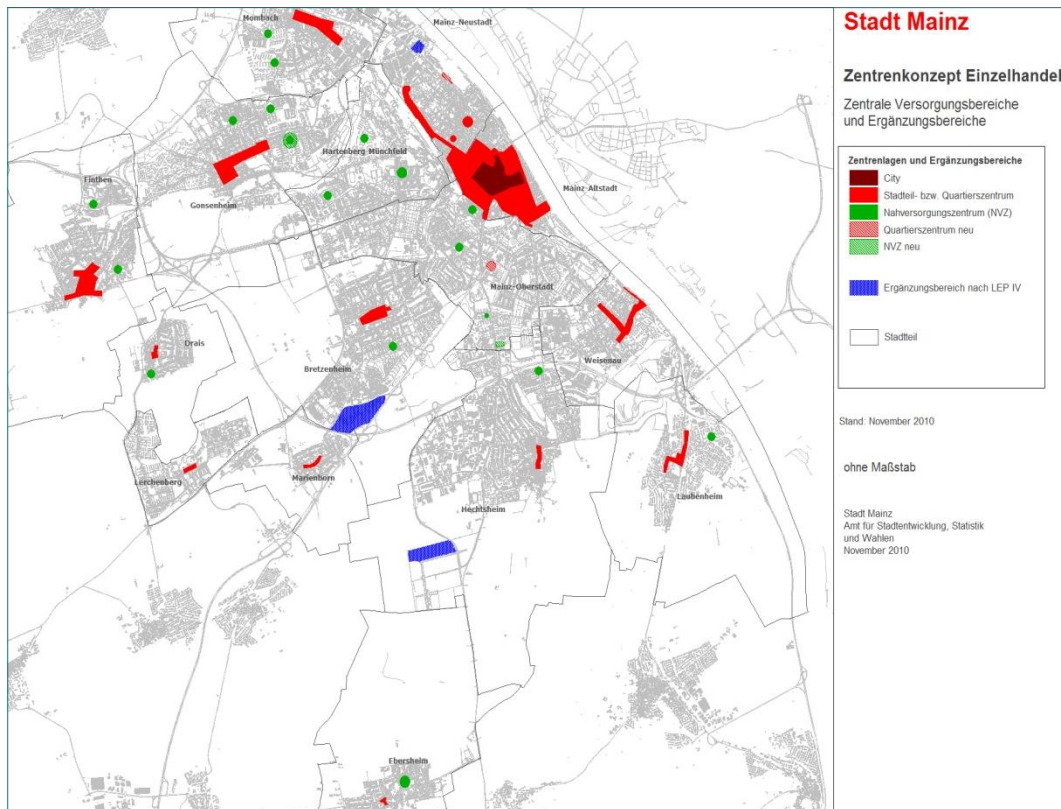 Mombach
Mainz-Neustadt
Hartenberg Münchfeld
Finthen
Gonsenheim
Mainz-Altstadt
Mainz-Oberstadt
Drais
Bretzenheim
Weisenau
Lerchenberg
Marienborn
Hechtsheim
Laubenheim
Ebersheim
Stadt Mainz
Zentrenkonzept Einzelhandel
Zentrale Versorgungsbereiche
und Ergänzungsbereiche
Zentrenlagen und Ergänzungsbereiche
City
Stadtteil- bzw. Quartierszentrum
Nahversorgungszentrum (NVZ)
Quartierszentrum neu
NVZ neu
Ergänzungsbereich nach LEP IV
Stadtteil
Stand: November 2010
ohne Maßstab
Stadt Mainz
Amt für Stadtentwicklung, Statistik
und Wahlen
November 2010